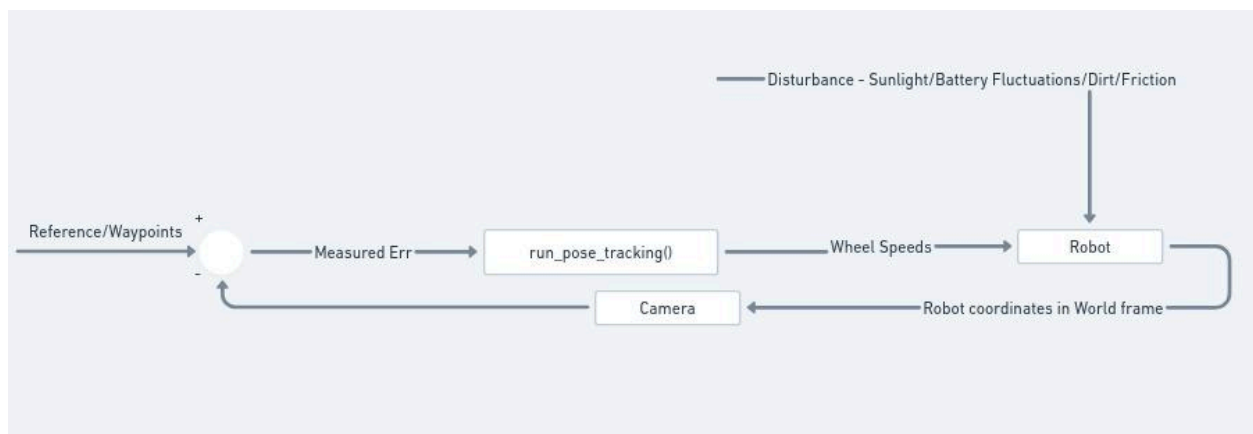 Disturbance - Sunlight/Battery Fluctuations/Dirt/Friction
+
Reference/Waypoints
-
Measured Err
run_pose_tracking()
Wheel Speeds
Robot
Camera
Robot coordinates in World frame